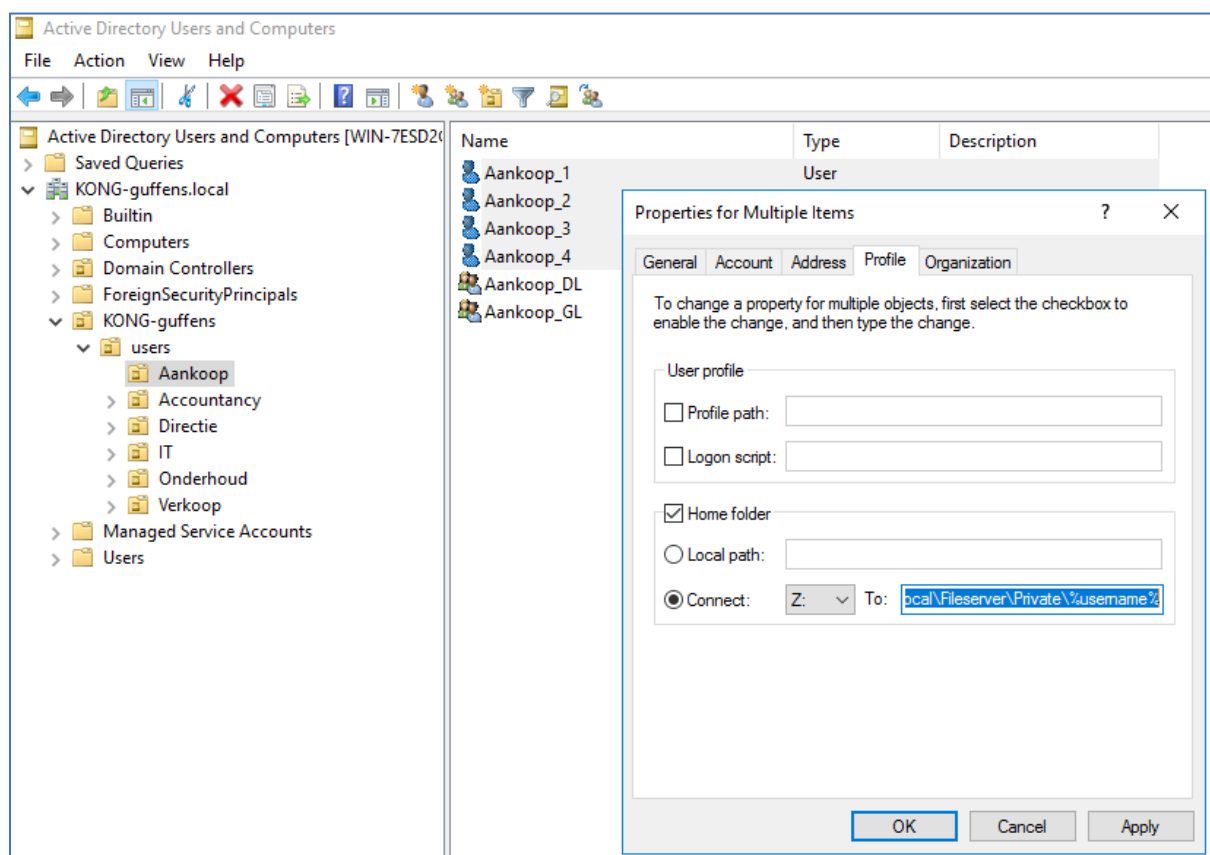 Active Directory Users and Computers
File Action View Help
Active Directory Users and Computers [WIN-7ESD2
Saved Queries
KONG-guffens.local
Builtin
Computers
Domain Controllers
ForeignSecurityPrincipals
KONG-guffens
users
Aankoop
Accountancy
Directie
IT
Onderhoud
Verkoop
Managed Service Accounts
Users
Name Type Description
Aankoop_1 User
Aankoop_2
Aankoop_3
Aankoop_4
Aankoop_DL
Aankoop_GL
Properties for Multiple Items ? X
General Account Address Profile Organization
To change a property for multiple objects, first select the checkbox to
enable the change, and then type the change.
User profile
Profile path:
Logon script:
Home folder
Local path:
Connect: Z: To: ocal\Fileserver\Private\%username%
OK Cancel Apply